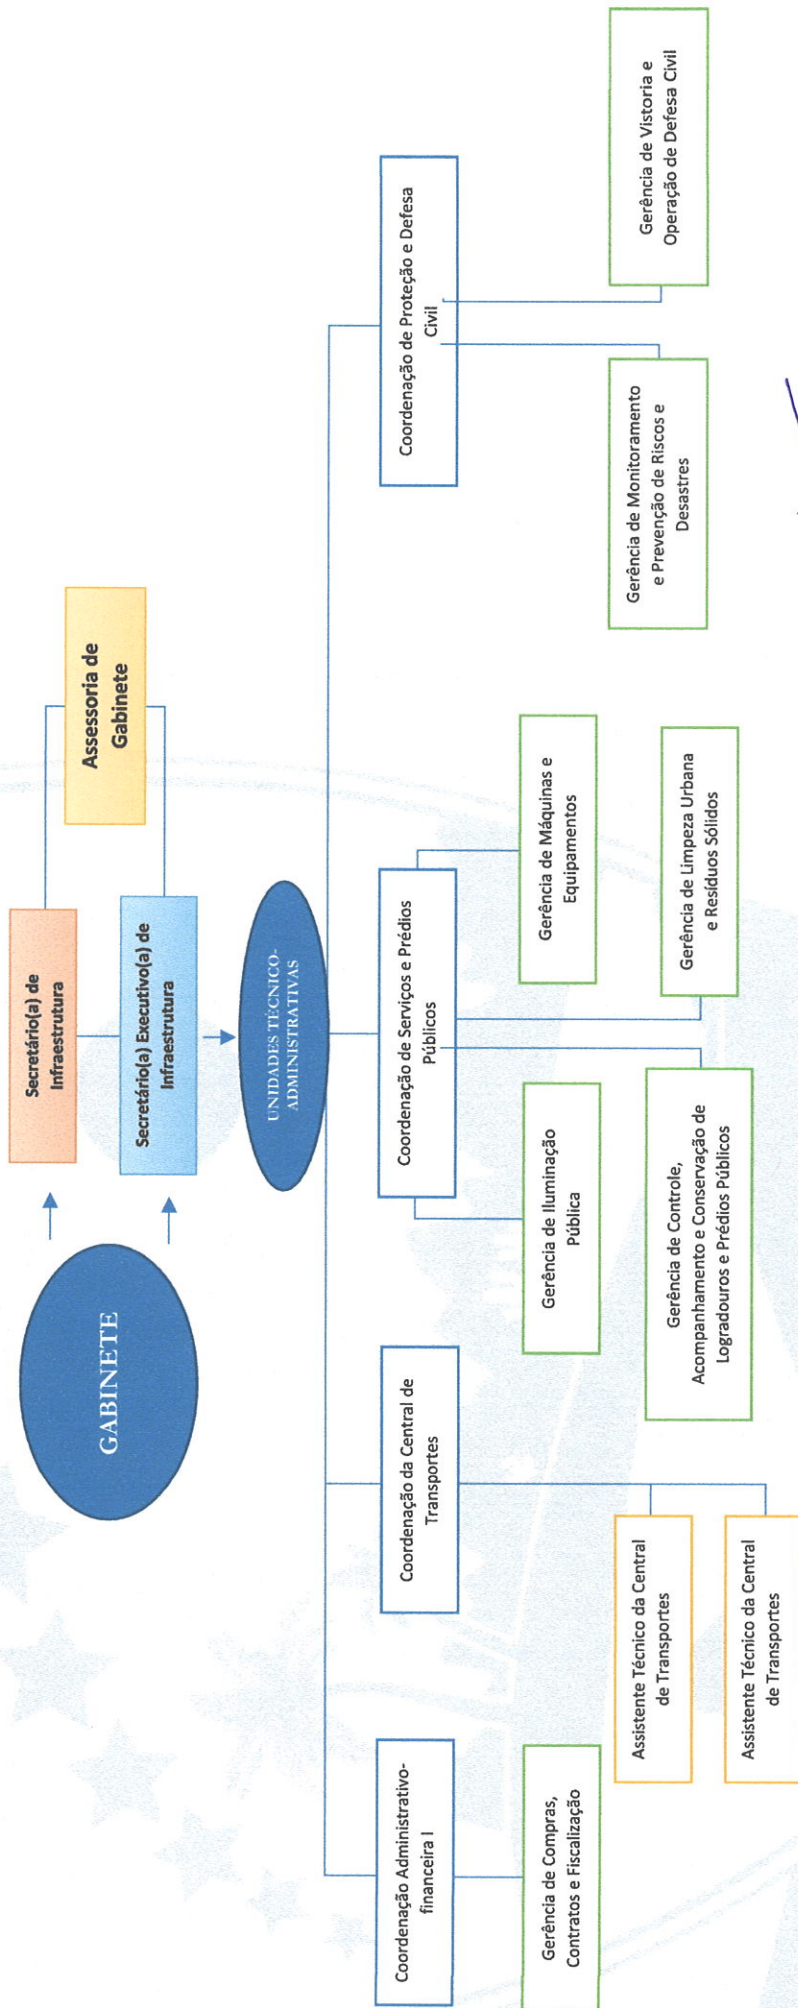 GABINETE
Secretário(a) de
Infraestrutura
Secretário(a) Executivo(a) de
Infraestrutura
Assessoria de
Gabinete
UNIDADES TÉCNICO-
ADMINISTRATIVAS
Coordenação Administrativo-
financeira I
Gerência de Compras,
Contratos e Fiscalização
Coordenação da Central de
Transportes
Assistente Técnico da Central
de Transportes
Assistente Técnico da Central
de Transportes
Coordenação de Serviços e Prédios
Públicos
Gerência de Iluminação
Pública
Gerência de Máquinas e
Equipamentos
Gerência de Controle,
Acompanhamento e Conservação de
Logradouros e Prédios Públicos
Gerência de Limpeza Urbana
e Resíduos Sólidos
Coordenação de Proteção e Defesa
Civil
Gerência de Monitoramento
e Prevenção de Riscos e
Desastres
Gerência de Vistoria e
Operação de Defesa Civil